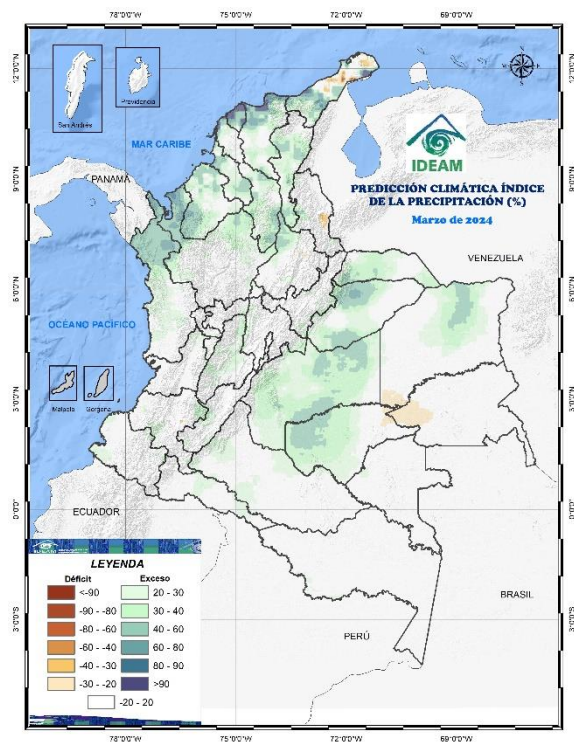 78°0'0"W
75°0'0"W
72°0'0"W
69°0'0"W
12°0'0"N
9°0'0"N
6°0'0"N
3°0'0"N
0°0'0"
3°0'0"S
San Andrés
Providencia
MAR CARIBE
IDEAM
PANAMÁ
PREDICCIÓN CLIMÁTICA ÍNDICE
DE LA PRECIPITACIÓN (%)
Marzo de 2024
VENEZUELA
OCÉANO PACÍFICO
Malpelo
Gorgona
ECUADOR
BRASIL
PERÚ
LEYENDA
Déficit Exceso
<-90 20 - 30
-90 - -80 30 - 40
-80 - -60 40 - 60
-60 - -40 60 - 80
-40 - -30 80 - 90
-30 - -20 >90
-20 - 20
78°0'0"W
75°0'0"W
72°0'0"W
69°0'0"W